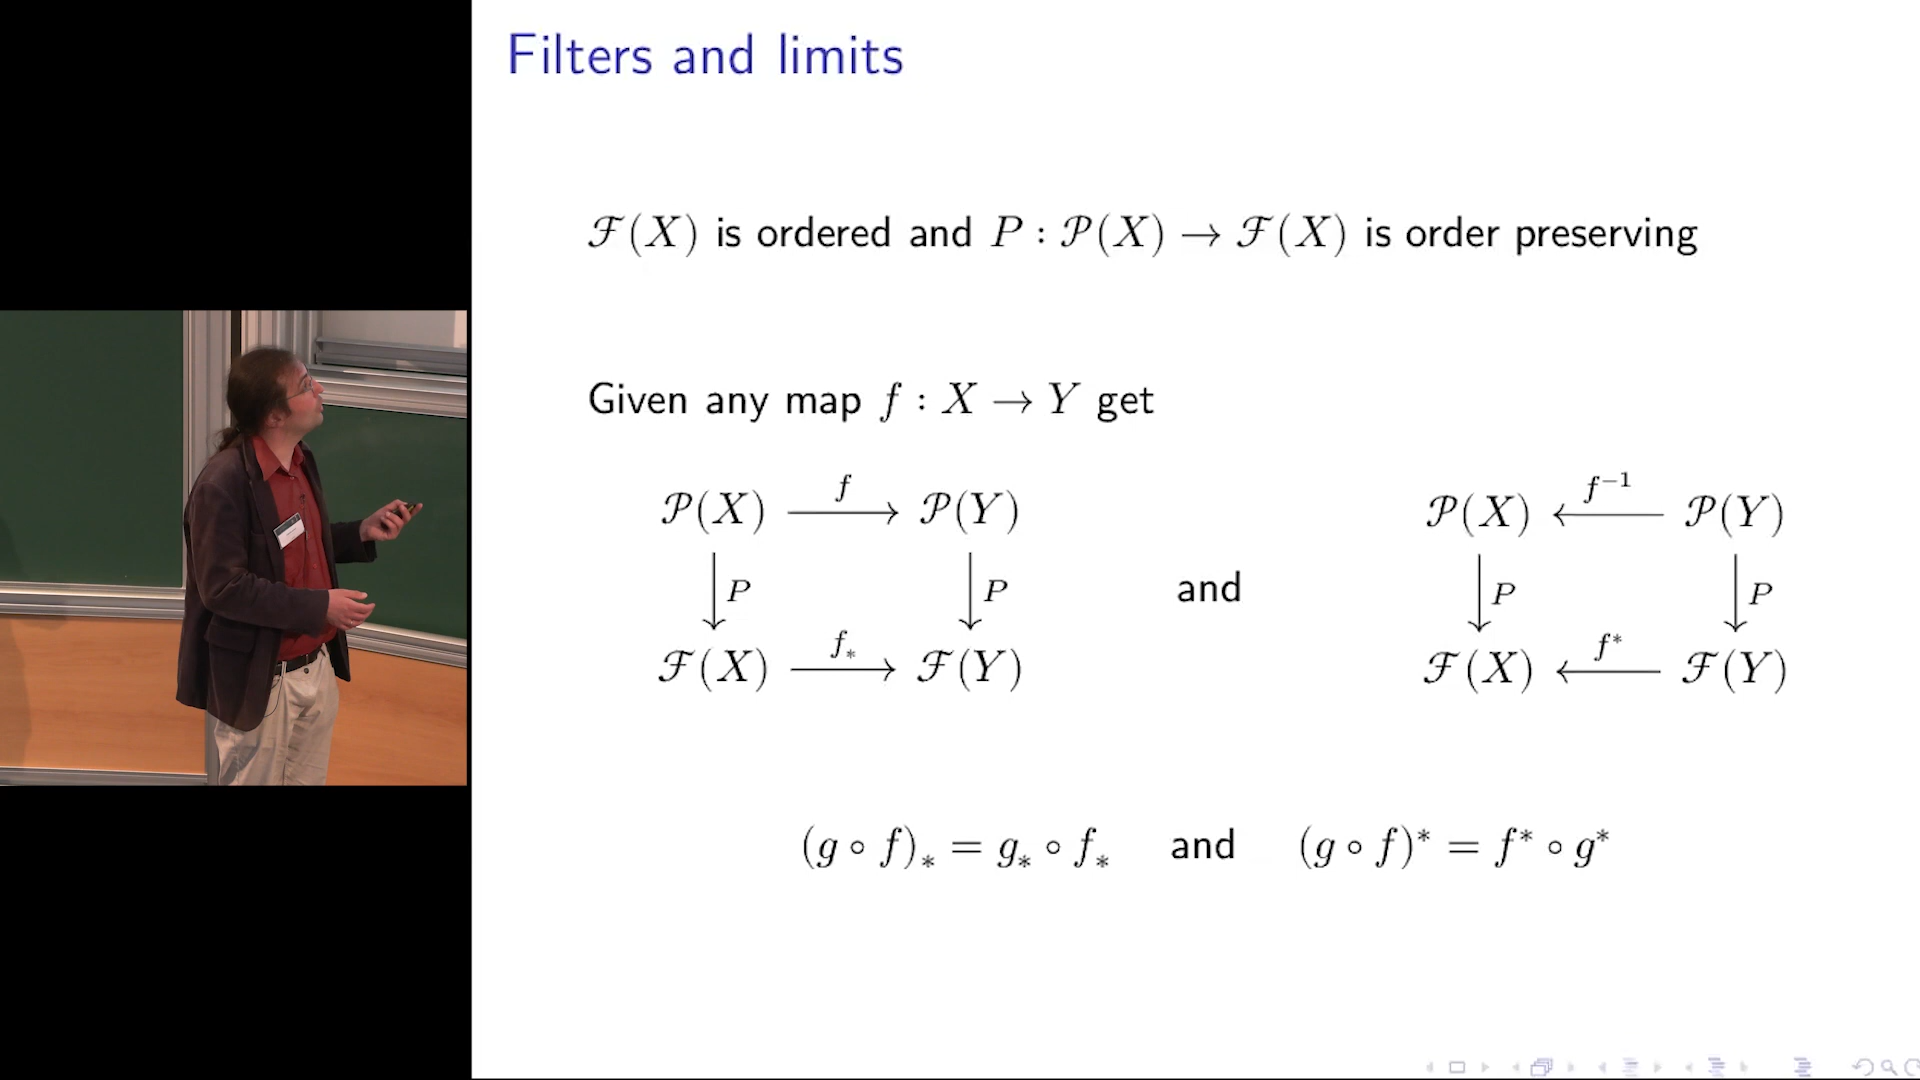 Filters and limits
ℱ(X) is ordered and P : 𝒫(X) → ℱ(X) is order preserving
Given any map f : X → Y get
𝒫(X) —f→ 𝒫(Y)
𝒫(X) ←f⁻¹— 𝒫(Y)
↓P ↓P and ↓P ↓P
ℱ(X) —f_*→ ℱ(Y)
ℱ(X) ←f*— ℱ(Y)
(g ∘ f)_* = g_* ∘ f_* and (g ∘ f)* = f* ∘ g*